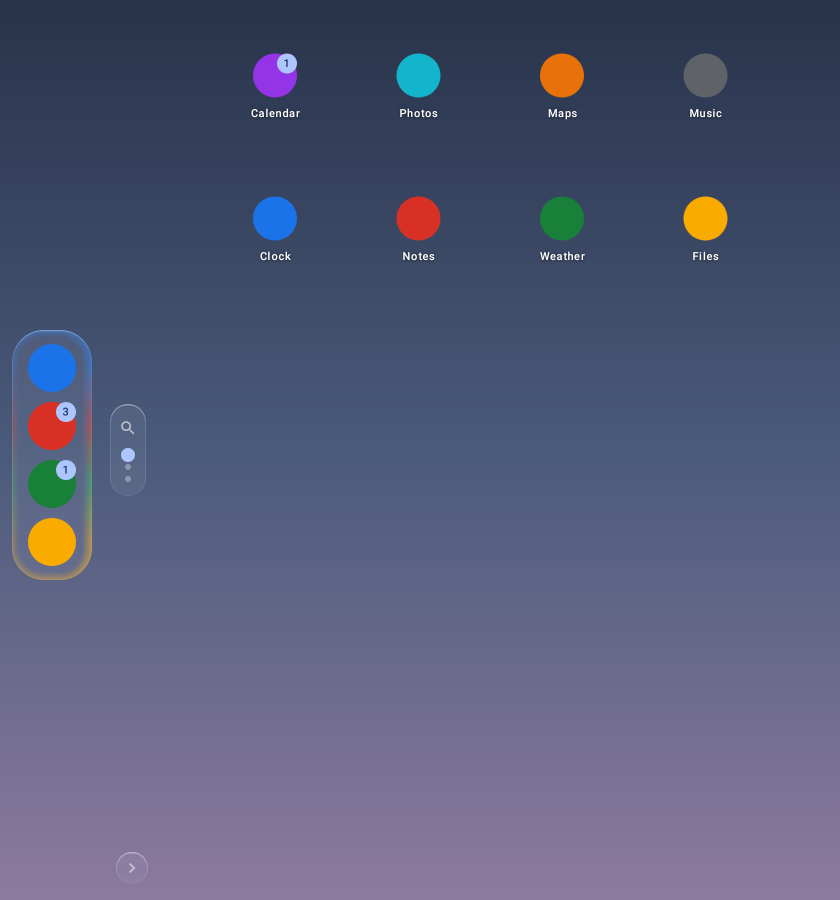 1
Calendar
Photos
Maps
Music
Clock
Notes
Weather
Files
3
1